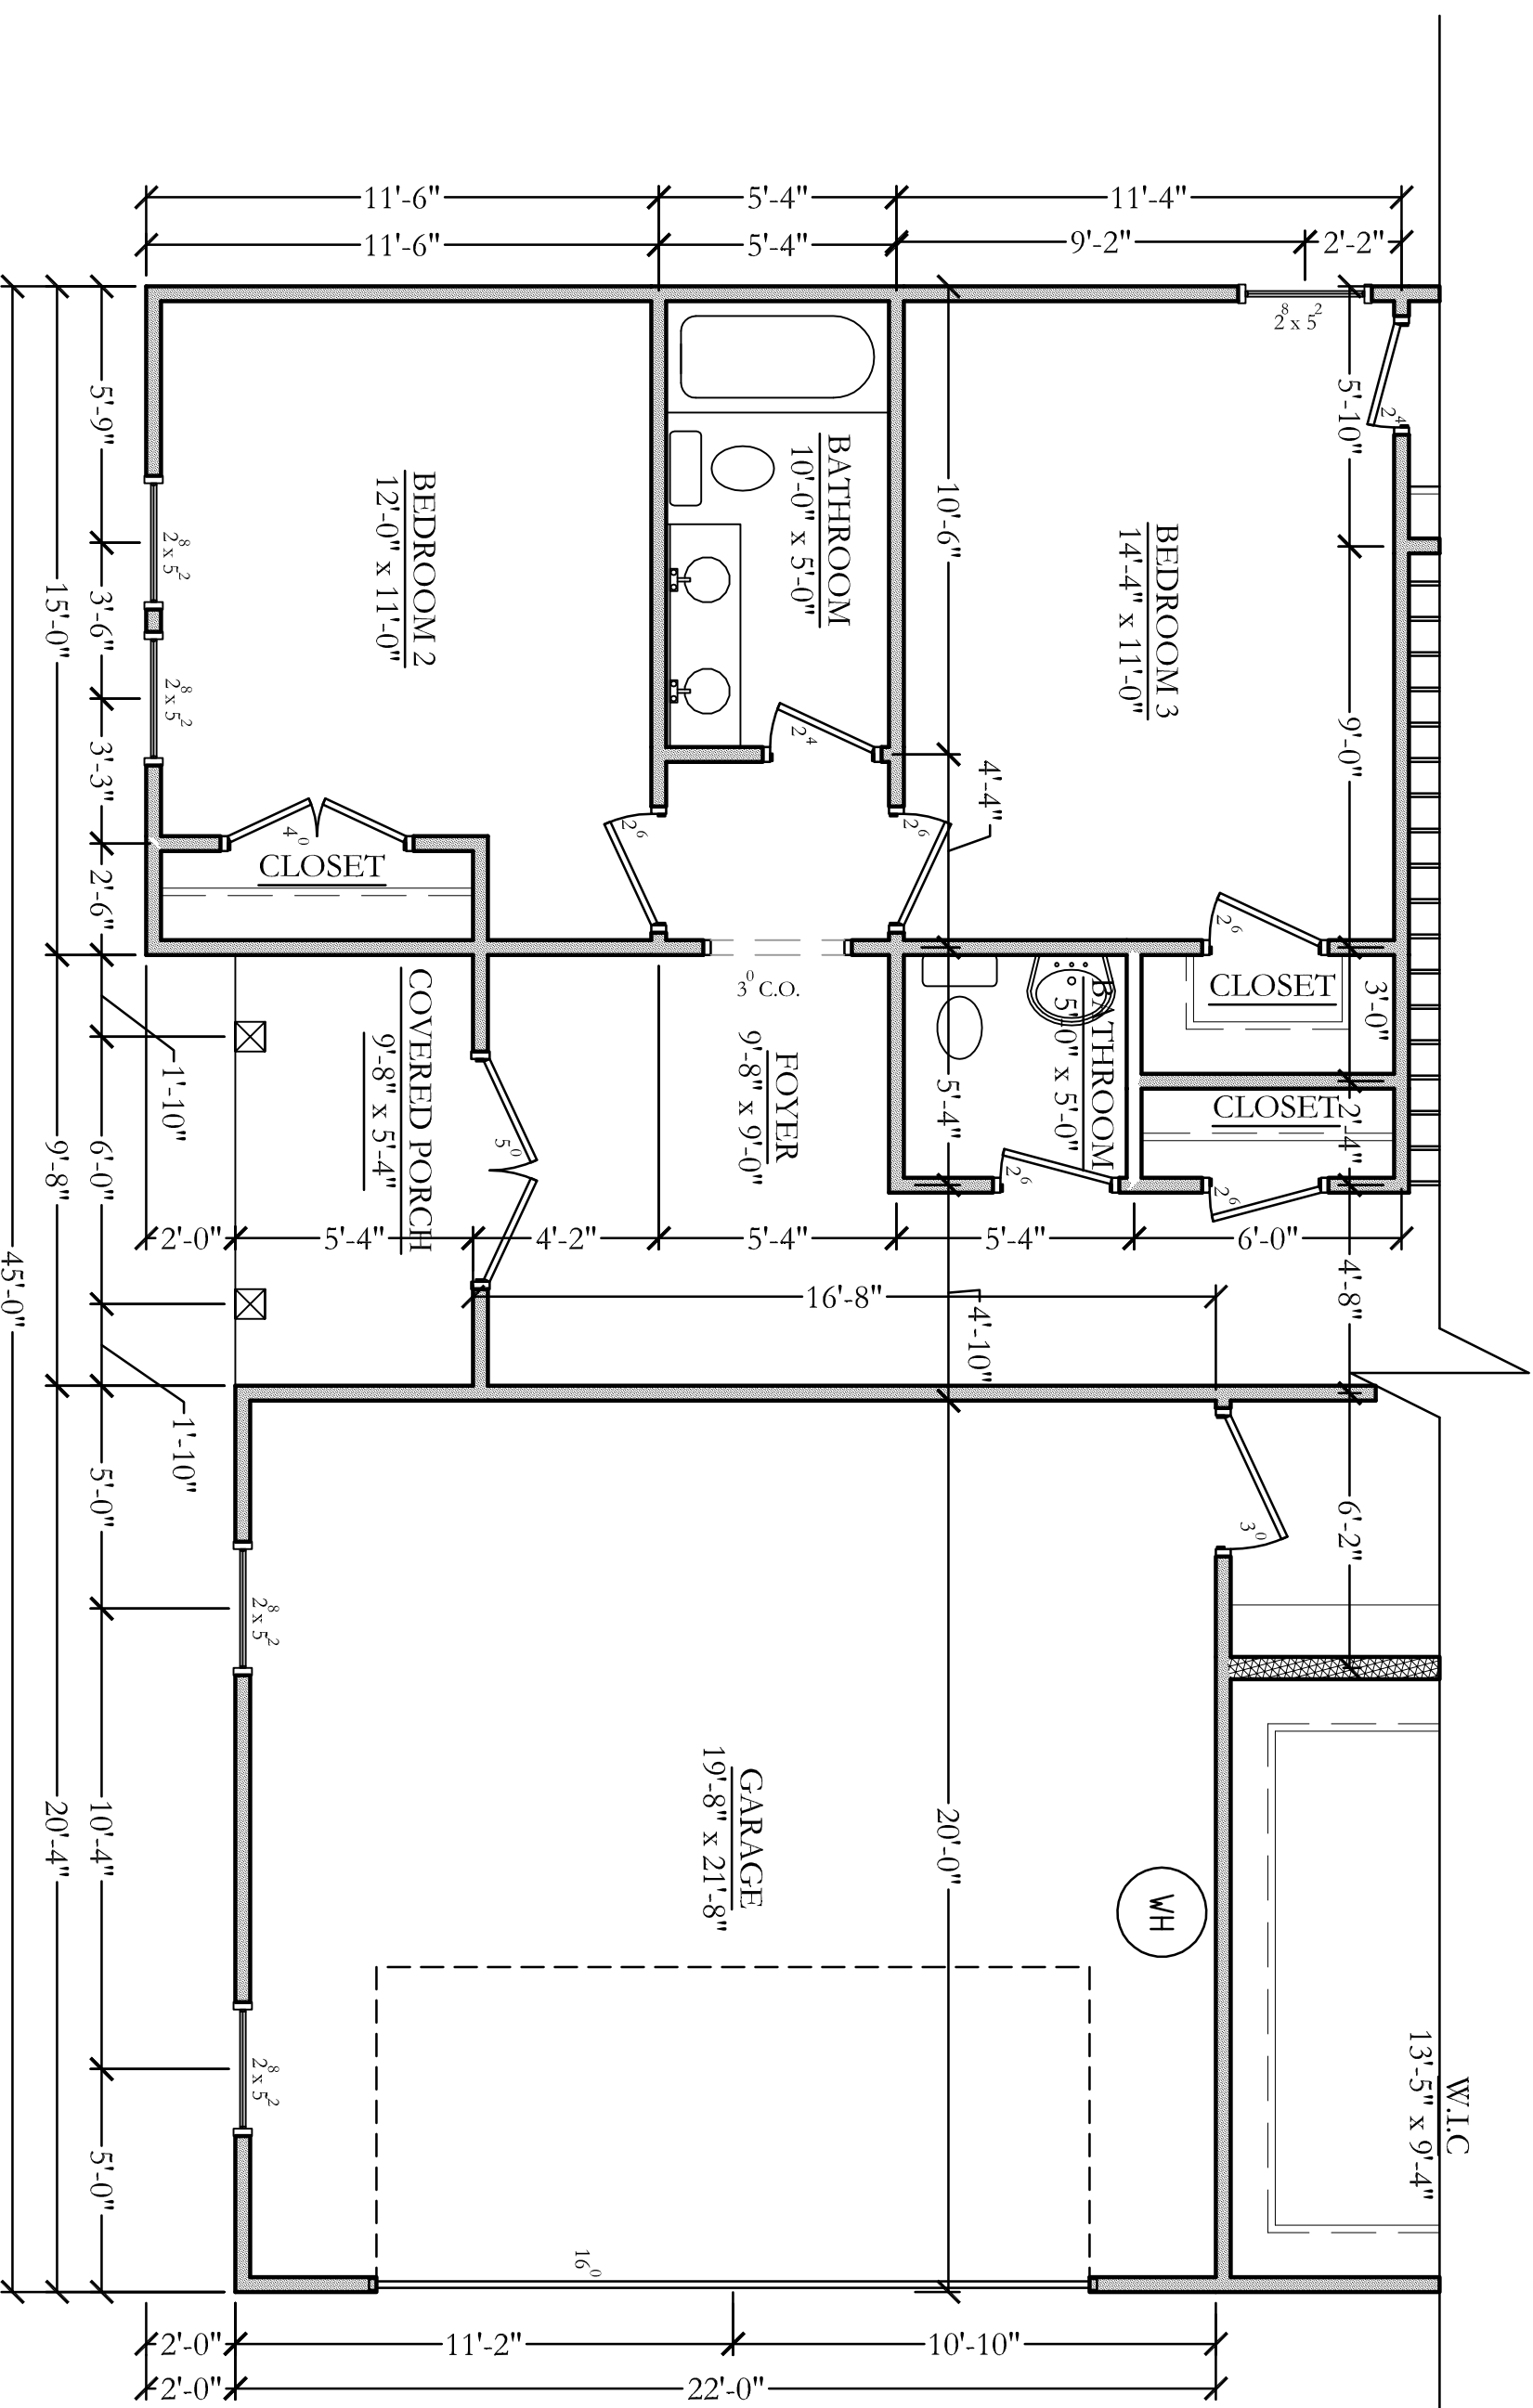 11'-6"
5'-4"
11'-4"
11'-6"
5'-4"
9'-2"
2'-2"
2⁸ x 5²
5'-10"
2⁴
5'-9"
BEDROOM 2
12'-0" x 11'-0"
BATHROOM
10'-0" x 5'-0"
10'-6"
BEDROOM 3
14'-4" x 11'-0"
15'-0"
3'-6"
2⁸ x 5²
2⁸ x 5²
3'-3"
2⁴
9'-0"
4'-4"
2⁶
2⁶
4⁰
CLOSET
2'-6"
2⁶
CLOSET
3'-0"
3⁰ C.O.
COVERED PORCH
9'-8" x 5'-4"
FOYER
9'-8" x 9'-0"
BATHROOM
5'-0" x 5'-0"
5'-4"
CLOSET
2'-4"
1'-10"
6'-0"
9'-8"
5⁰
2⁶
2⁶
2'-0"
5'-4"
4'-2"
5'-4"
5'-4"
6'-0"
45'-0"
16'-8"
4'-10"
4'-8"
1'-10"
5'-0"
3⁰
6'-2"
2⁸ x 5²
GARAGE
19'-8" x 21'-8"
20'-4"
10'-4"
20'-0"
WH
W.I.C
13'-5" x 9'-4"
2⁸ x 5²
5'-0"
16⁰
2'-0"
11'-2"
10'-10"
2'-0"
22'-0"